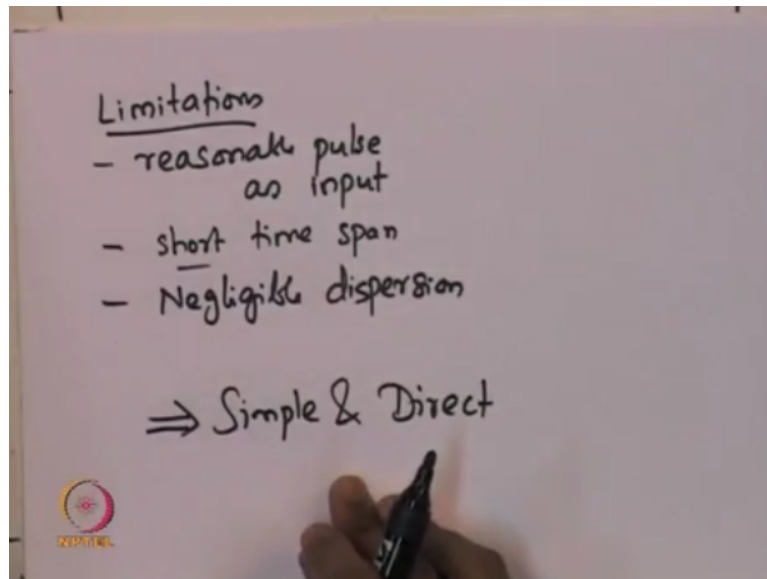 Limitations
- reasonable pulse
as input
- short time span
- Negligible dispersion
⇒ Simple & Direct
NPTEL